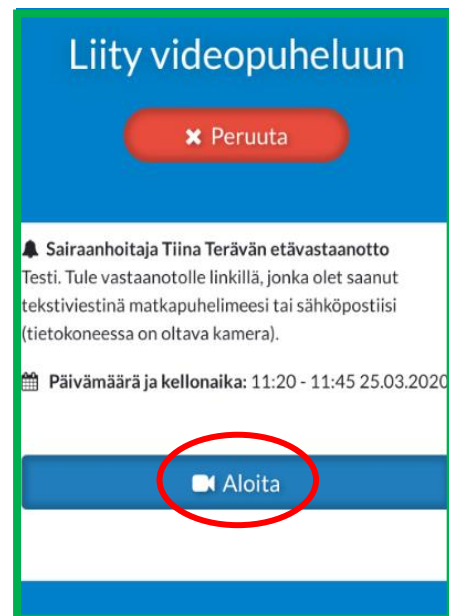 Liity videopuheluun
✖ Peruuta
Sairaanhoitaja Tiina Terävän etävastaanotto
Testi. Tule vastaanotolle linkillä, jonka olet saanut
tekstiviestinä matkapuhelimeesi tai sähköpostiisi
(tietokoneessa on oltava kamera).
Päivämäärä ja kellonaika: 11:20 - 11:45 25.03.2020
Aloita